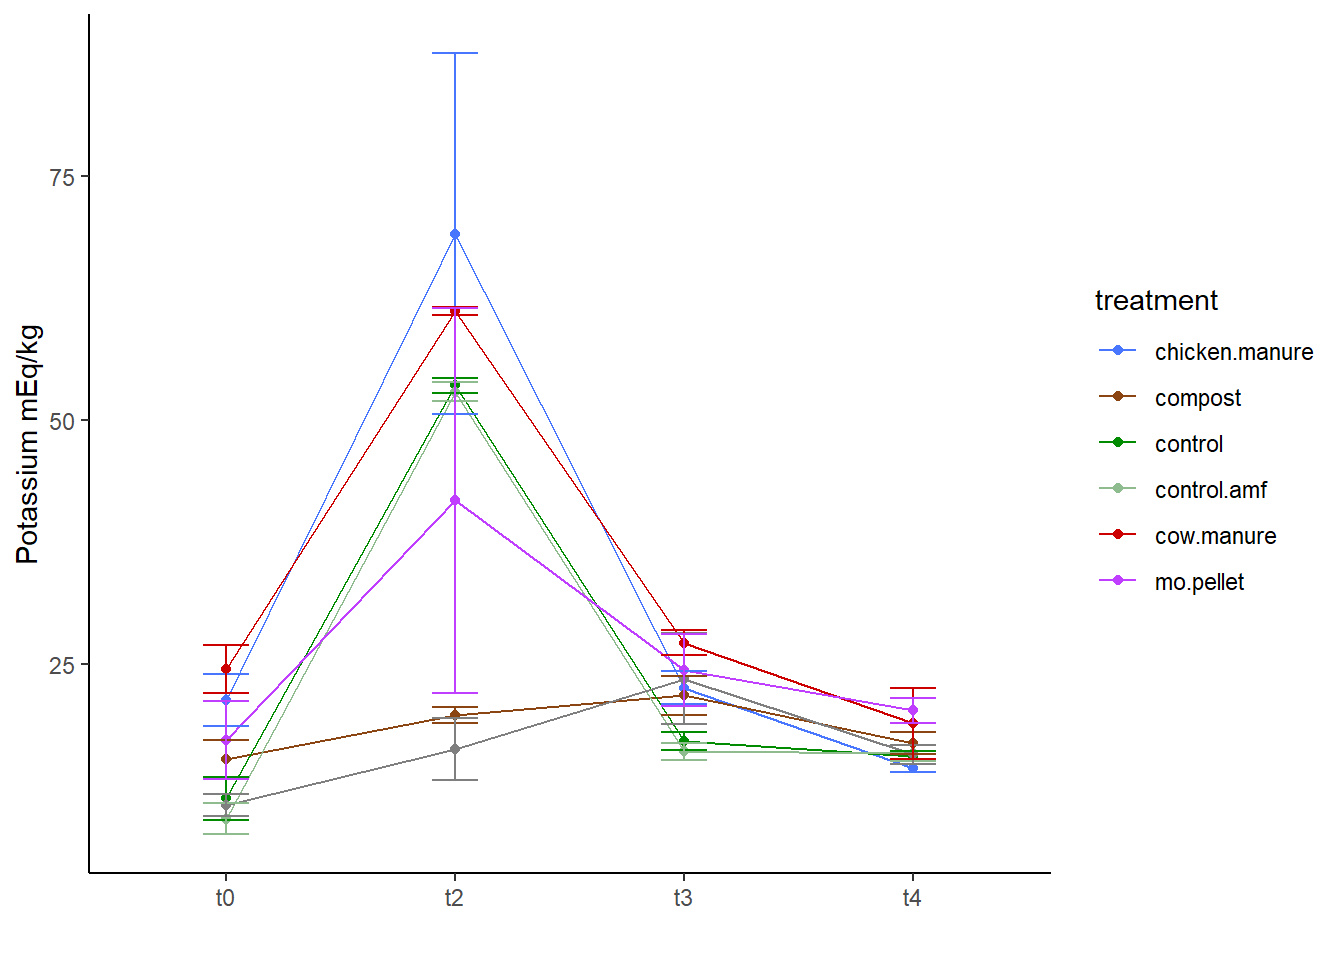 Potassium mEq/kg
75
50
25
t0
t2
t3
t4
treatment
chicken.manure
compost
control
control.amf
cow.manure
mo.pellet